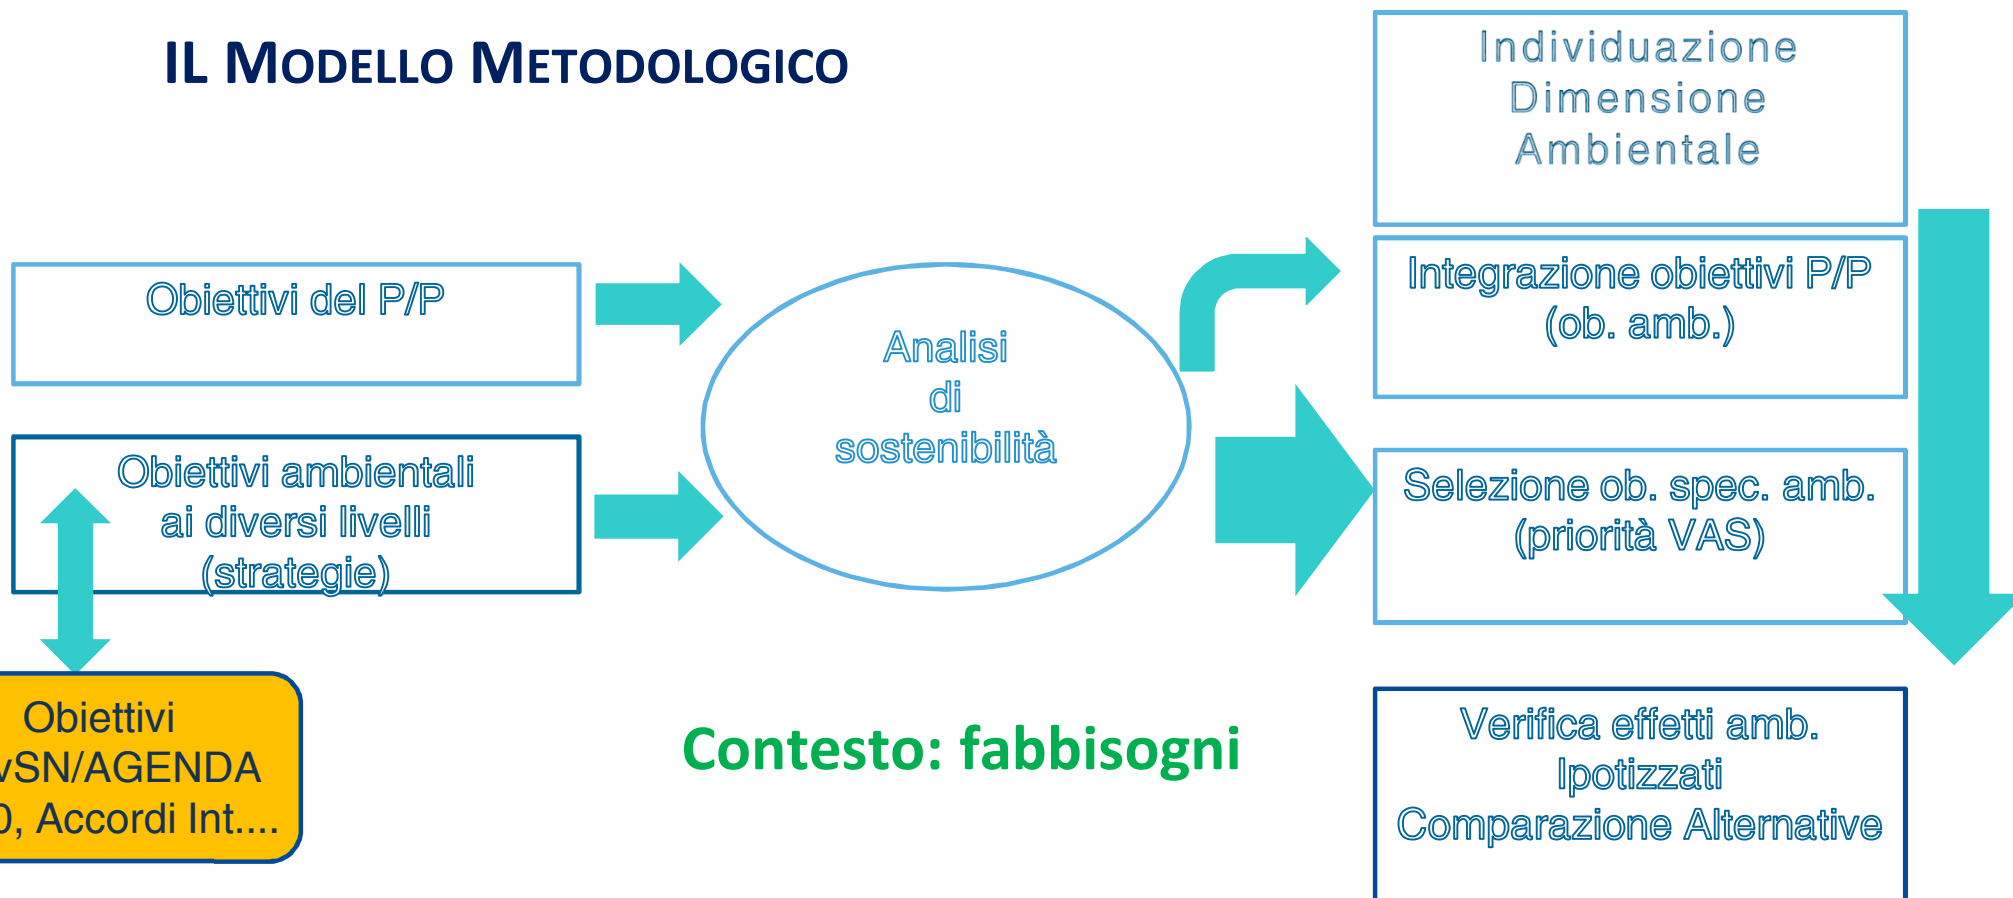 IL MODELLO METODOLOGICO
Individuazione
Dimensione
Ambientale
Obiettivi del P/P
Integrazione obiettivi P/P
(ob. amb.)
Analisi
di
sostenibilità
Obiettivi ambientali
ai diversi livelli
(strategie)
Selezione ob. spec. amb.
(priorità VAS)
Obiettivi
vSN/AGENDA
0, Accordi Int....
Contesto: fabbisogni
Verifica effetti amb.
Ipotizzati
Comparazione Alternative